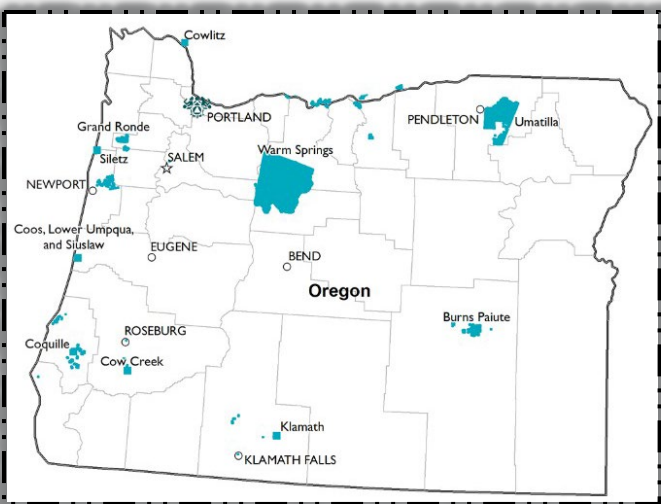 Cowlitz
PORTLAND
PENDLETON
Umatilla
Grand Ronde
Siletz
SALEM
Warm Springs
NEWPORT
Coos, Lower Umpqua,
and Siuslaw
EUGENE
BEND
Oregon
Burns Paiute
ROSEBURG
Coquille
Cow Creek
Klamath
KLAMATH FALLS